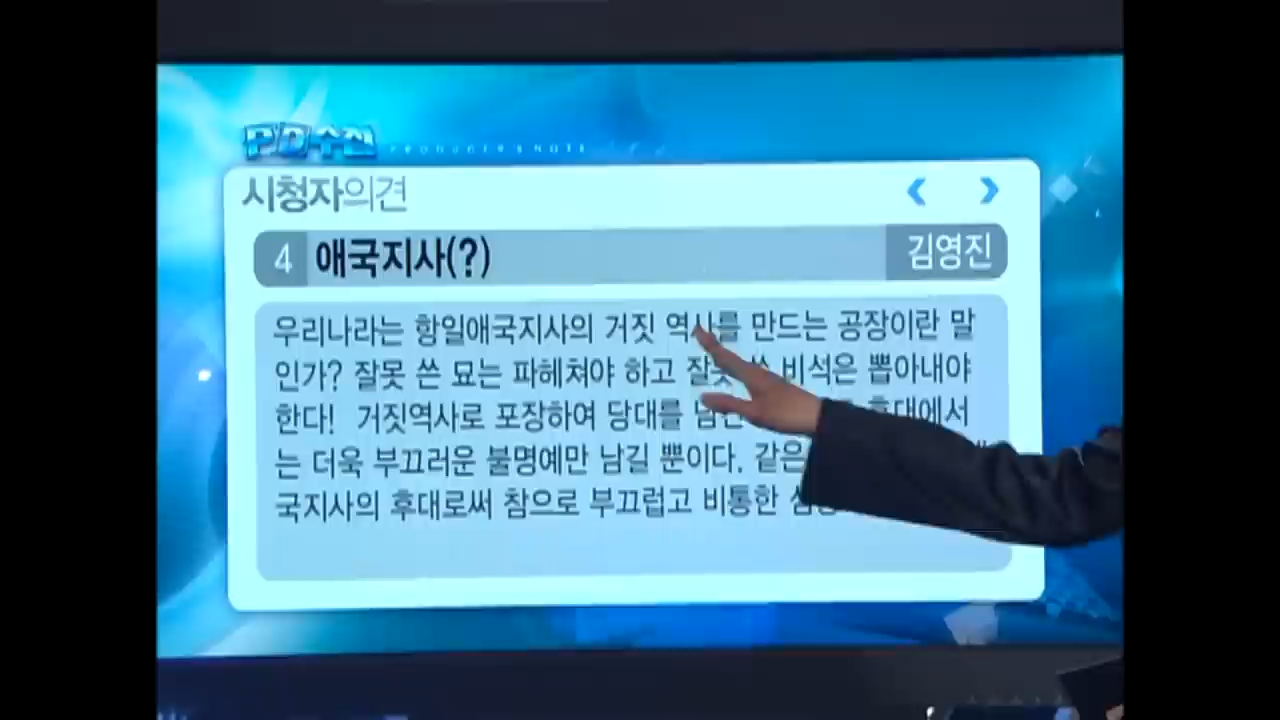 PD수첩 PRODUCER'S NOTE
시청자의견
4 애국지사(?) 김영진
우리나라는 항일애국지사의 거짓 역사를 만드는 공장이란 말
인가? 잘못 쓴 묘는 파헤쳐야 하고 잘못 쓴 비석은 뽑아내야
한다! 거짓역사로 포장하여 당대를 후대에서
는 더욱 부끄러운 불명예만 남길 뿐이다. 같은
국지사의 후대로써 참으로 부끄럽고 비통한